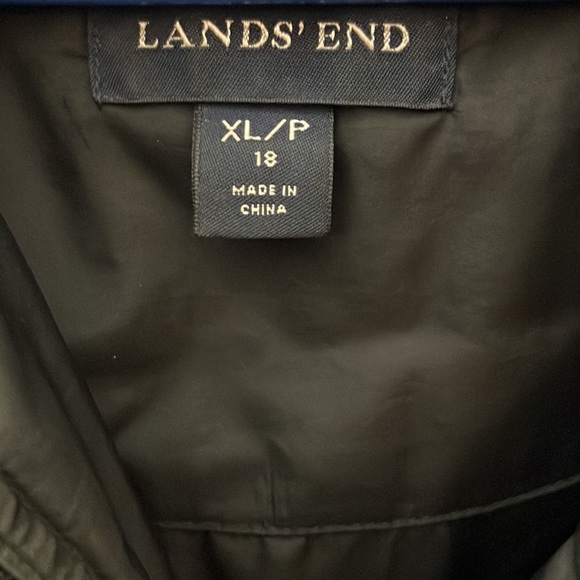 LANDS' END
XL/P
18
MADE IN
CHINA